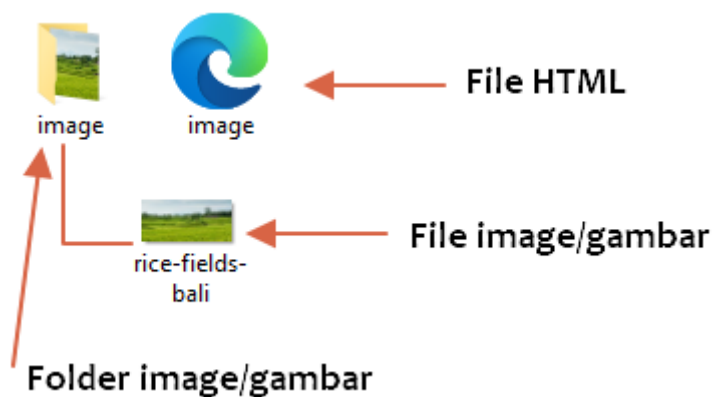 File HTML
image
image
File image/gambar
rice-fields-
bali
Folder image/gambar